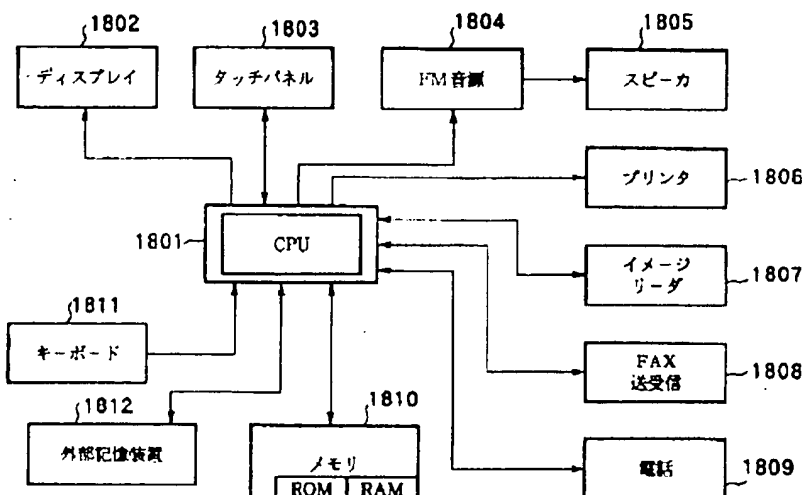 1802
1803
1804
1805
ディスプレイ
タッチパネル
FM音源
スピーカ
プリンタ
1806
1801
CPU
イメージ
リーダ
1807
1811
キーボード
FAX
送受信
1808
1812
外部記憶装置
1810
メモリ
ROM
RAM
電話
1809